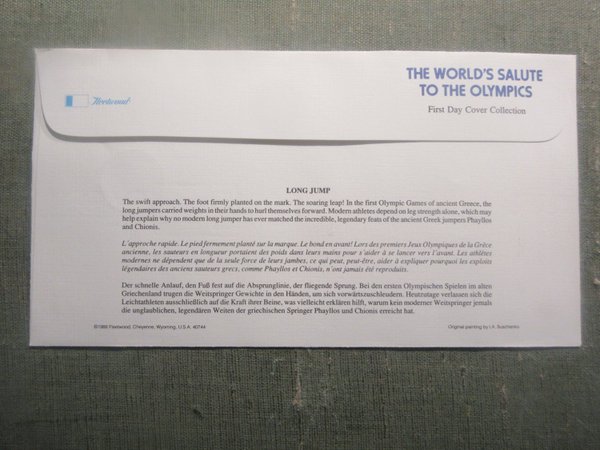 THE WORLD'S SALUTE
TO THE OLYMPICS
First Day Cover Collection
Fleetwood
LONG JUMP
The swift approach. The foot firmly planted on the mark. The soaring leap! In the first Olympic Games of ancient Greece, the
long jumpers carried weights in their hands to hurl themselves forward. Modern athletes depend on leg strength alone, which may
help explain why no modern long jumper has ever matched the incredible, legendary feats of the ancient Greek jumpers Phayllos
and Chionis.
L'approche rapide. Le pied fermement planté sur la marque. Le bond en avant! Lors des premiers Jeux Olympiques de la Grèce
ancienne, les sauteurs en longueur portaient des poids dans leurs mains pour s'aider à se lancer vers l'avant. Les athlètes
modernes ne dépendent que de la seule force de leurs jambes, ce qui peut, peut-être, aider à expliquer pourquoi les exploits
légendaires des anciens sauteurs grecs, comme Phayllos et Chionis, n'ont jamais été reproduits.
Der schnelle Anlauf, den Fuß fest auf die Absprunglinie, der fliegende Sprung. Bei den ersten Olympischen Spielen im alten
Griechenland trugen die Weitspringer Gewichte in den Händen, um sich vorwärtszuschleudern. Heutzutage verlassen sich die
Leichtathleten ausschließlich auf die Kraft ihrer Beine, was vielleicht erklären hilft, warum kein moderner Weitspringer jemals
die unglaublichen, legendären Weiten der griechischen Springer Phayllos und Chionis erreicht hat.
Fleetwood, Cheyenne, Wyoming, U.S.A. 40744
Original painting by I.A. Suschenko